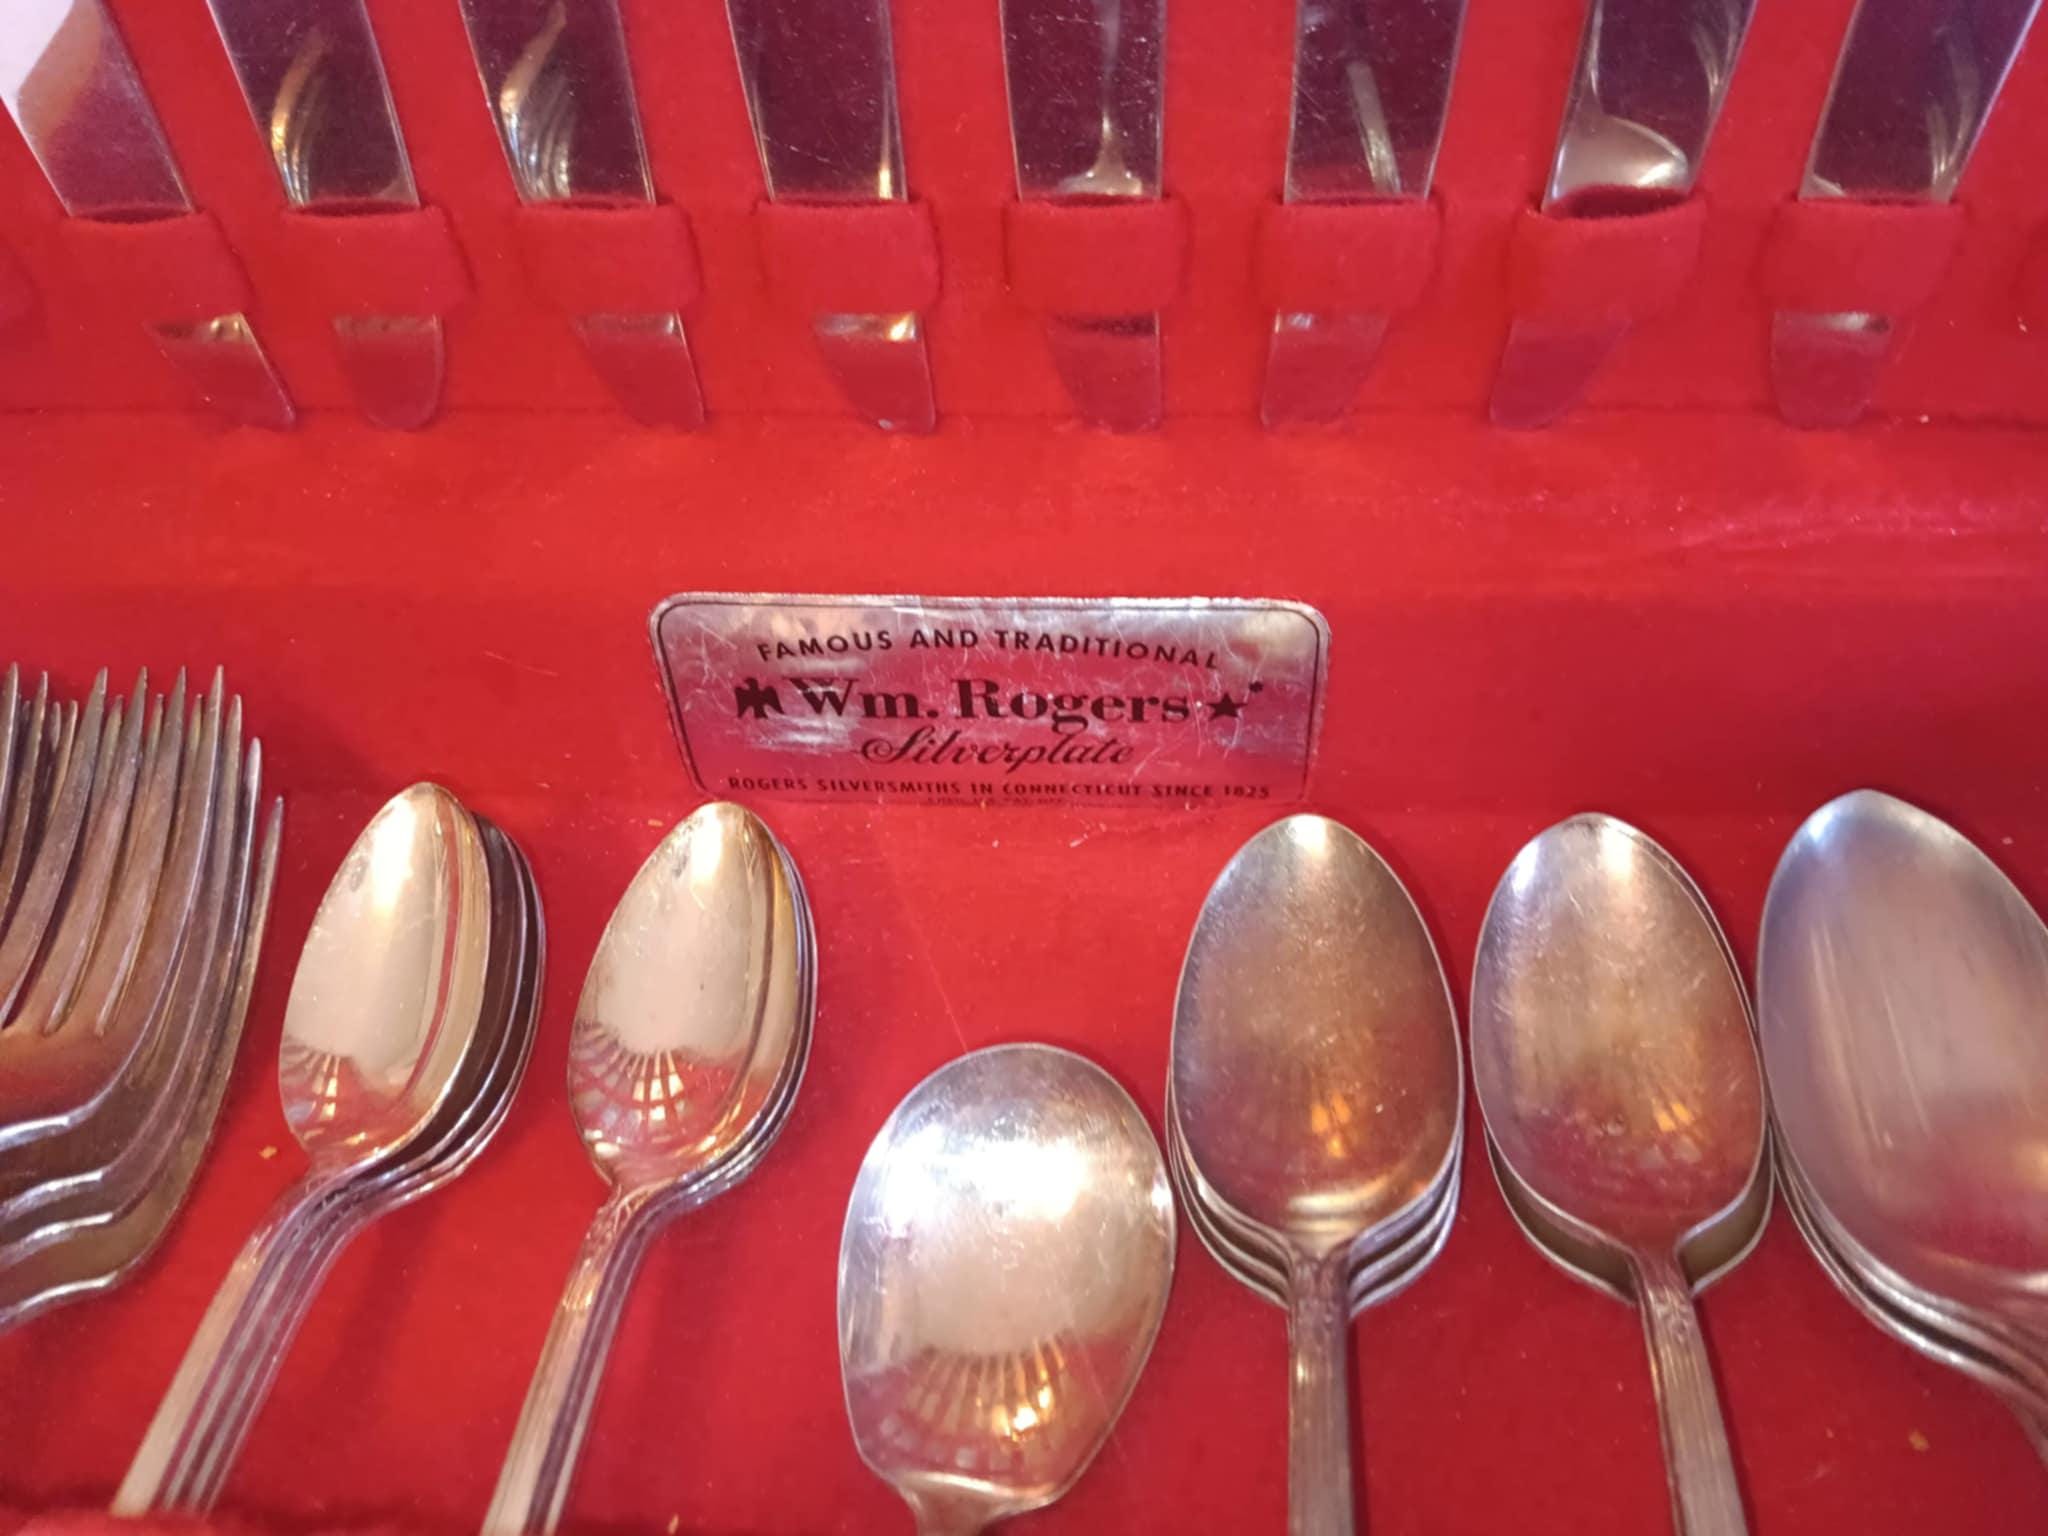 FAMOUS AND TRADITIONAL
Wm. Rogers
Silverplate
ROGERS SILVERSMITHS IN CONNECTICUT SINCE 1825